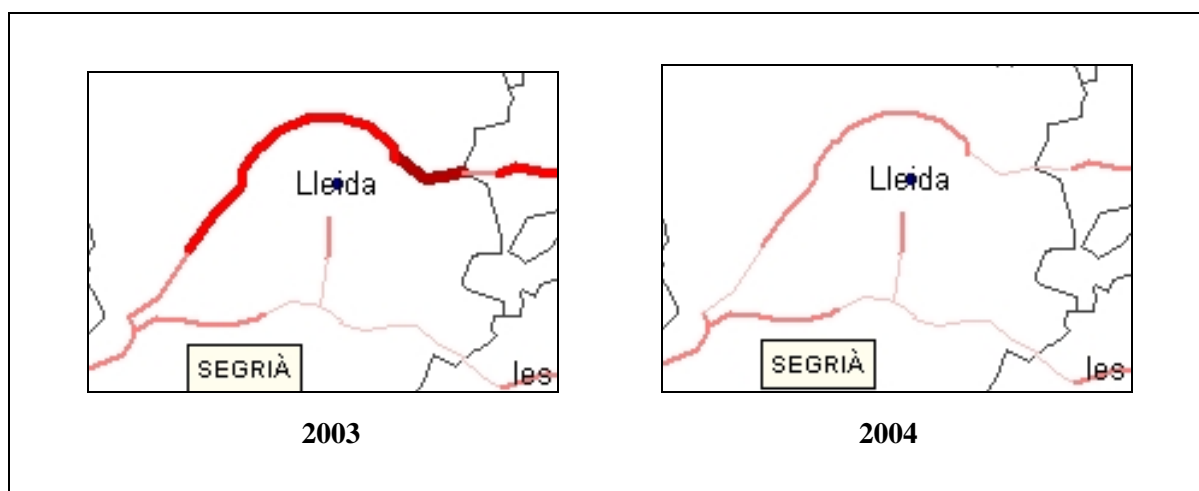 Lleida
SEGRIÀ
les
2003
Lleida
SEGRIÀ
les
2004